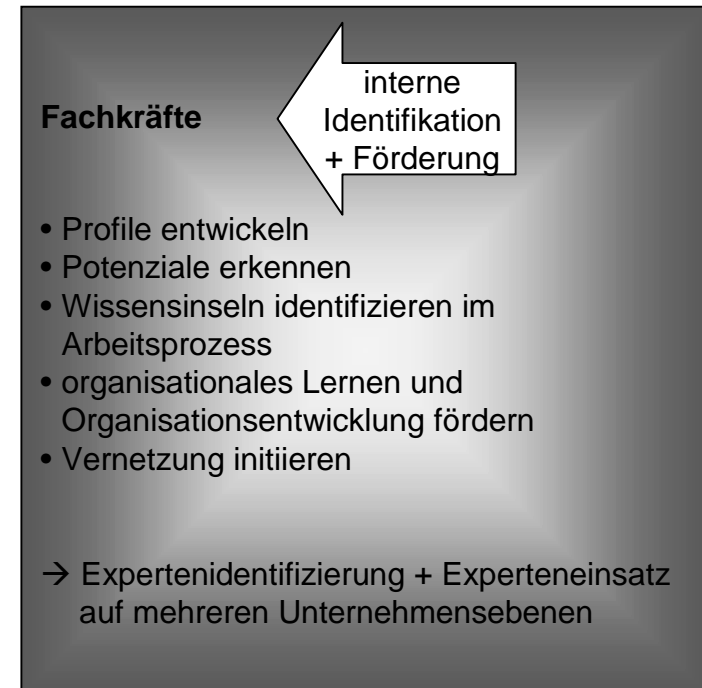 interne
Identifikation
+ Förderung
Fachkräfte
• Profile entwickeln
• Potenziale erkennen
• Wissensinseln identifizieren im
Arbeitsprozess
• organisationales Lernen und
Organisationsentwicklung fördern
• Vernetzung initiieren
→ Expertenidentifizierung + Experteneinsatz
auf mehreren Unternehmensebenen